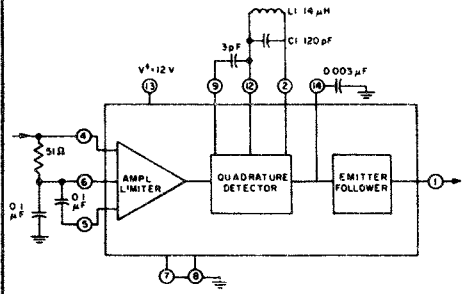 L1 14 μH
C1 120 pF
3pF
V⁺=12 V
0.003 μF
13
9
12
2
14
4
51Ω
6
5
0.1
μF
0.1
μF
AMPL
LIMITER
QUADRATURE
DETECTOR
EMITTER
FOLLOWER
1
7
8